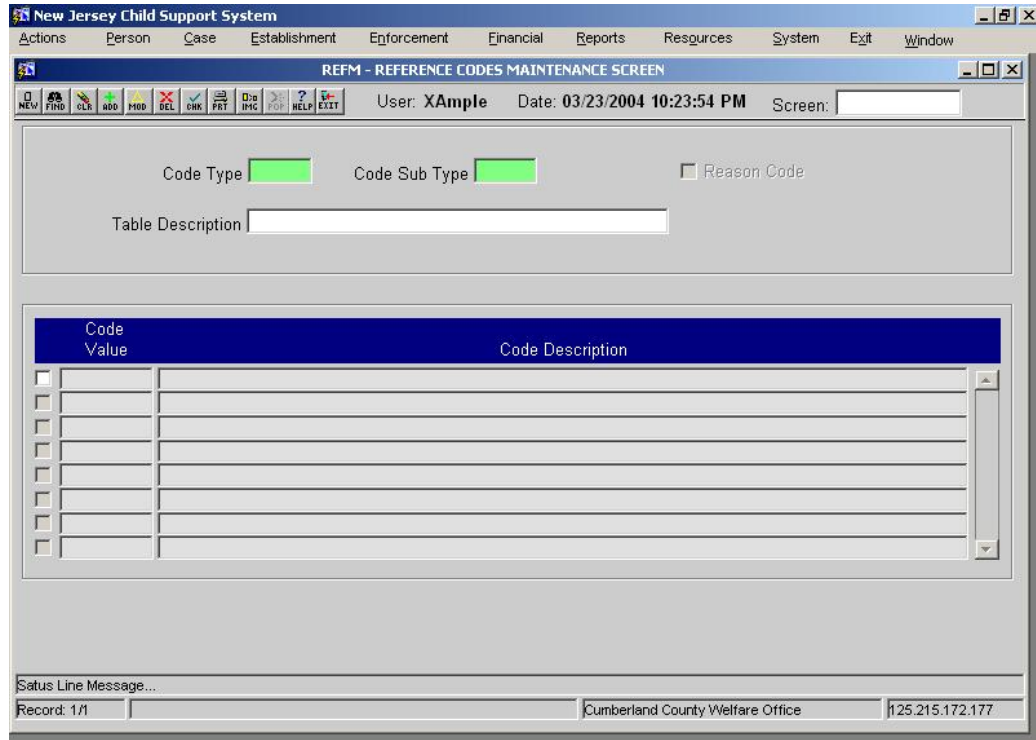 New Jersey Child Support System
Actions Person Case Establishment Enforcement Financial Reports Resources System Exit Window
REFM - REFERENCE CODES MAINTENANCE SCREEN
NEW FIND CLR ADD MOD DEL CHK PRT IMG POP HELP EXIT User: XAmple Date: 03/23/2004 10:23:54 PM Screen:
Code Type Code Sub Type Reason Code
Table Description
Code
Value Code Description
Satus Line Message...
Record: 1/1 Cumberland County Welfare Office 125.215.172.177